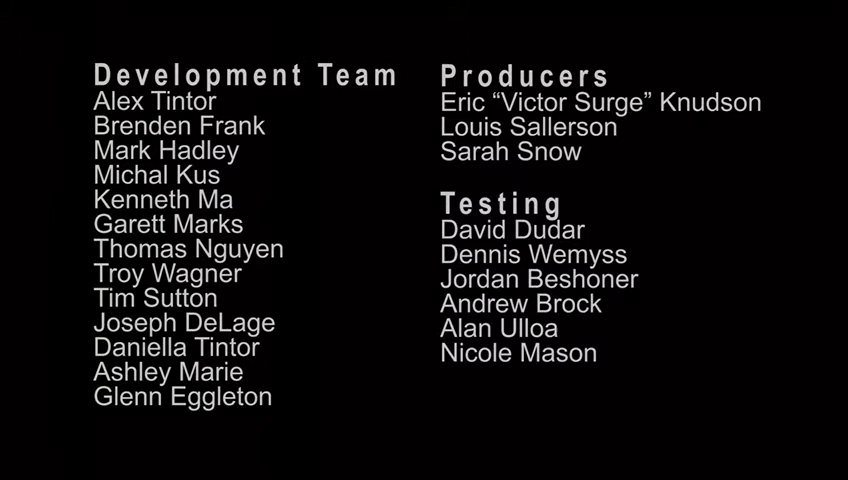 Development Team
Alex Tintor
Brenden Frank
Mark Hadley
Michal Kus
Kenneth Ma
Garett Marks
Thomas Nguyen
Troy Wagner
Tim Sutton
Joseph DeLage
Daniella Tintor
Ashley Marie
Glenn Eggleton
Producers
Eric “Victor Surge” Knudson
Louis Sallerson
Sarah Snow
Testing
David Dudar
Dennis Wemyss
Jordan Beshoner
Andrew Brock
Alan Ulloa
Nicole Mason